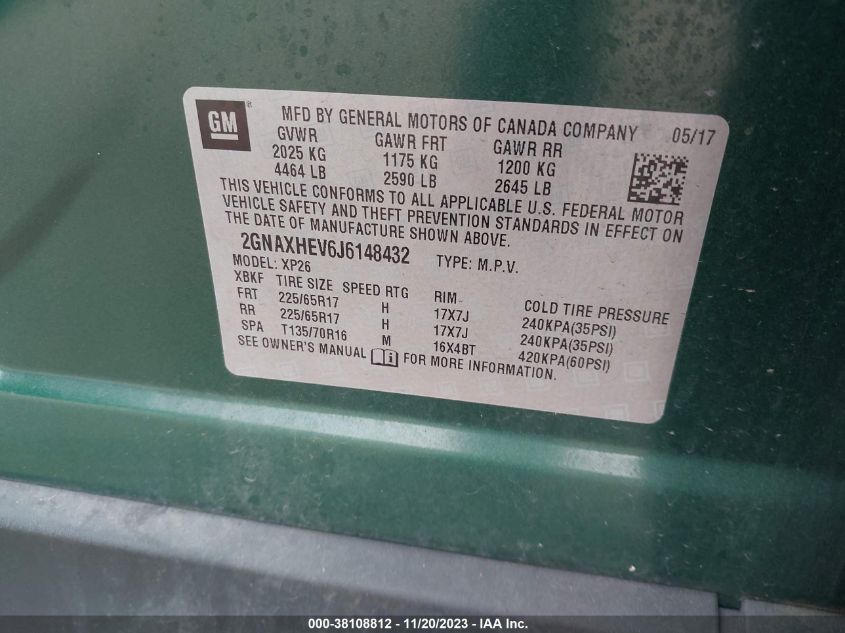 GM ® MFD BY GENERAL MOTORS OF CANADA COMPANY 05/17
GVWR GAWR FRT GAWR RR
2025 KG 1175 KG 1200 KG
4464 LB 2590 LB 2645 LB
THIS VEHICLE CONFORMS TO ALL APPLICABLE U.S. FEDERAL MOTOR
VEHICLE SAFETY AND THEFT PREVENTION STANDARDS IN EFFECT ON
THE DATE OF MANUFACTURE SHOWN ABOVE.
2GNAXHEV6J6148432 TYPE: M.P.V.
MODEL: XP26
XBKF TIRE SIZE SPEED RTG RIM COLD TIRE PRESSURE
FRT 225/65R17 H 17X7J 240KPA(35PSI)
RR 225/65R17 H 17X7J 240KPA(35PSI)
SPA T135/70R16 M 16X4BT 420KPA(60PSI)
SEE OWNER'S MANUAL FOR MORE INFORMATION.
000-38108812 - 11/20/2023 - IAA Inc.